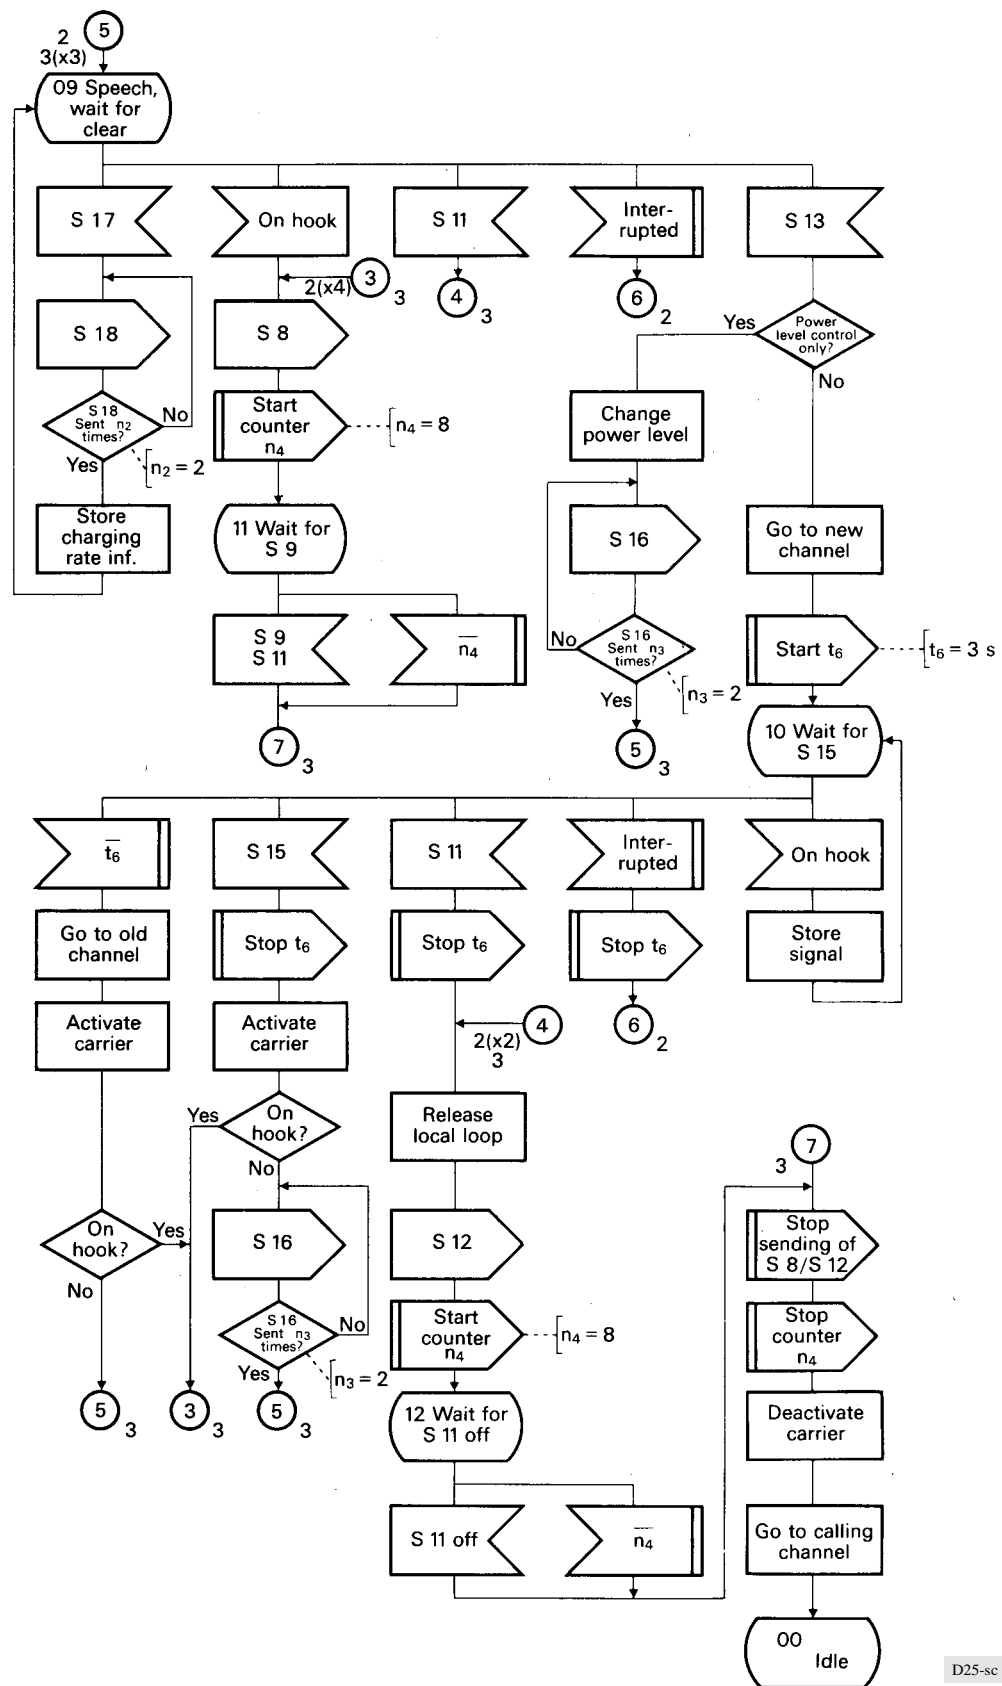 5
2
3(x3)
09 Speech,
wait for
clear
S 17
On hook
S 11
Inter-
rupted
S 13
2(x4)
3
3
4
3
6
2
S 18
S 8
Yes
Power
level control
only?
No
S 18
Sent n2
times?
No
Yes
n2 = 2
Start
counter
n4
n4 = 8
Change
power level
Store
charging
rate inf.
11 Wait for
S 9
S 16
Go to new
channel
S 9
S 11
n4
No
S 16
Sent n3
times?
Yes
n3 = 2
Start t6
t6 = 3 s
7
3
5
3
10 Wait for
S 15
t6
S 15
S 11
Inter-
rupted
On hook
Go to old
channel
Stop t6
Stop t6
Stop t6
Store
signal
Activate
carrier
Activate
carrier
2(x2)
3
4
6
2
Yes
On
hook?
No
Release
local loop
7
3
On
hook?
Yes
No
S 16
S 12
Stop
sending of
S 8/S 12
S 16
Sent n3
times?
No
Yes
n3 = 2
Start
counter
n4
n4 = 8
Stop
counter
n4
5
3
3
3
5
3
12 Wait for
S 11 off
Deactivate
carrier
S 11 off
n4
Go to calling
channel
00
Idle
D25-sc